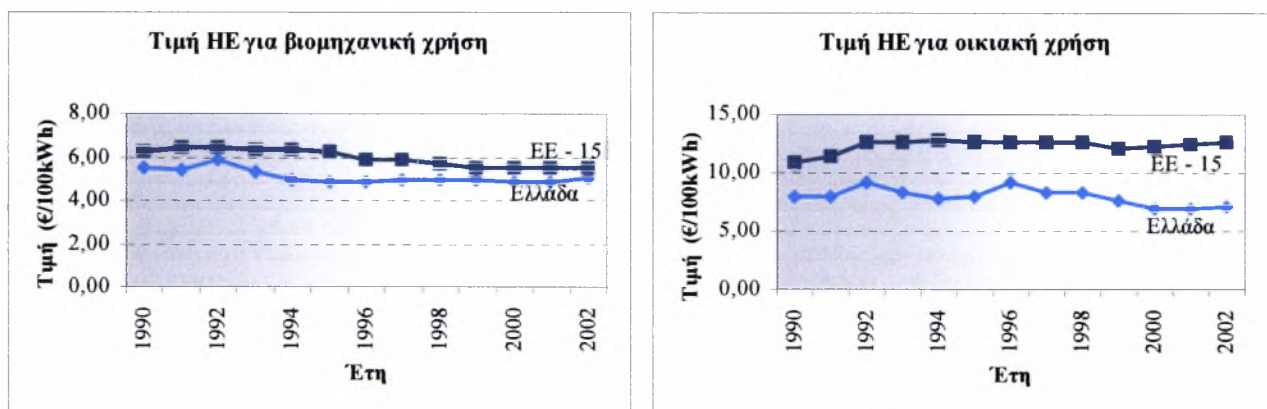 Τιμή ΗΕ για βιομηχανική χρήση
Τιμή (€/100kWh)
8,00
6,00
4,00
2,00
0,00
ΕΕ - 15
Ελλάδα
1990
1992
1994
1996
1998
2000
2002
Έτη
Τιμή ΗΕ για οικιακή χρήση
Τιμή (€/100kWh)
15,00
10,00
5,00
0,00
ΕΕ - 15
Ελλάδα
1990
1992
1994
1996
1998
2000
2002
Έτη